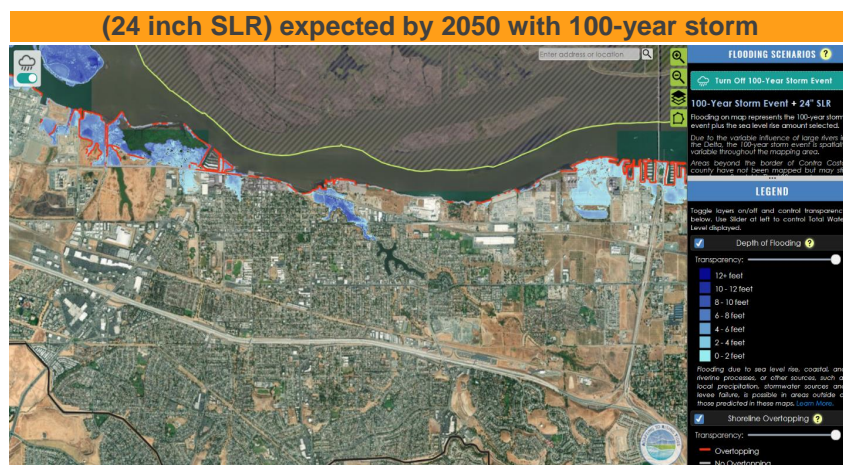 (24 inch SLR) expected by 2050 with 100-year storm
Enter address or location
FLOODING SCENARIOS ?
Turn Off 100-Year Storm Event
100-Year Storm Event + 24" SLR
Flooding on map represents the 100-year storm
event plus the sea level rise amount selected.
Due to the variable influence of large rivers in
the Delta, the 100-year storm event is spatially
variable throughout the mapping area.
Areas beyond the border of Contra Costa
county have not been mapped but may
LEGEND
Toggle layers on/off and control transparency
below. Use Slider at left to control Total Water
Level displayed.
Depth of Flooding ?
Transparency:
12+ feet
10 - 12 feet
8 - 10 feet
6 - 8 feet
4 - 6 feet
2 - 4 feet
0 - 2 feet
Flooding due to sea level rise, coastal, and
riverine processes, or other sources, such as
local precipitation, stormwater sources and
levee failure, is possible in areas outside of
those predicted in these maps. Learn More.
Shoreline Overtopping ?
Transparency:
Overtopping
No Overtopping